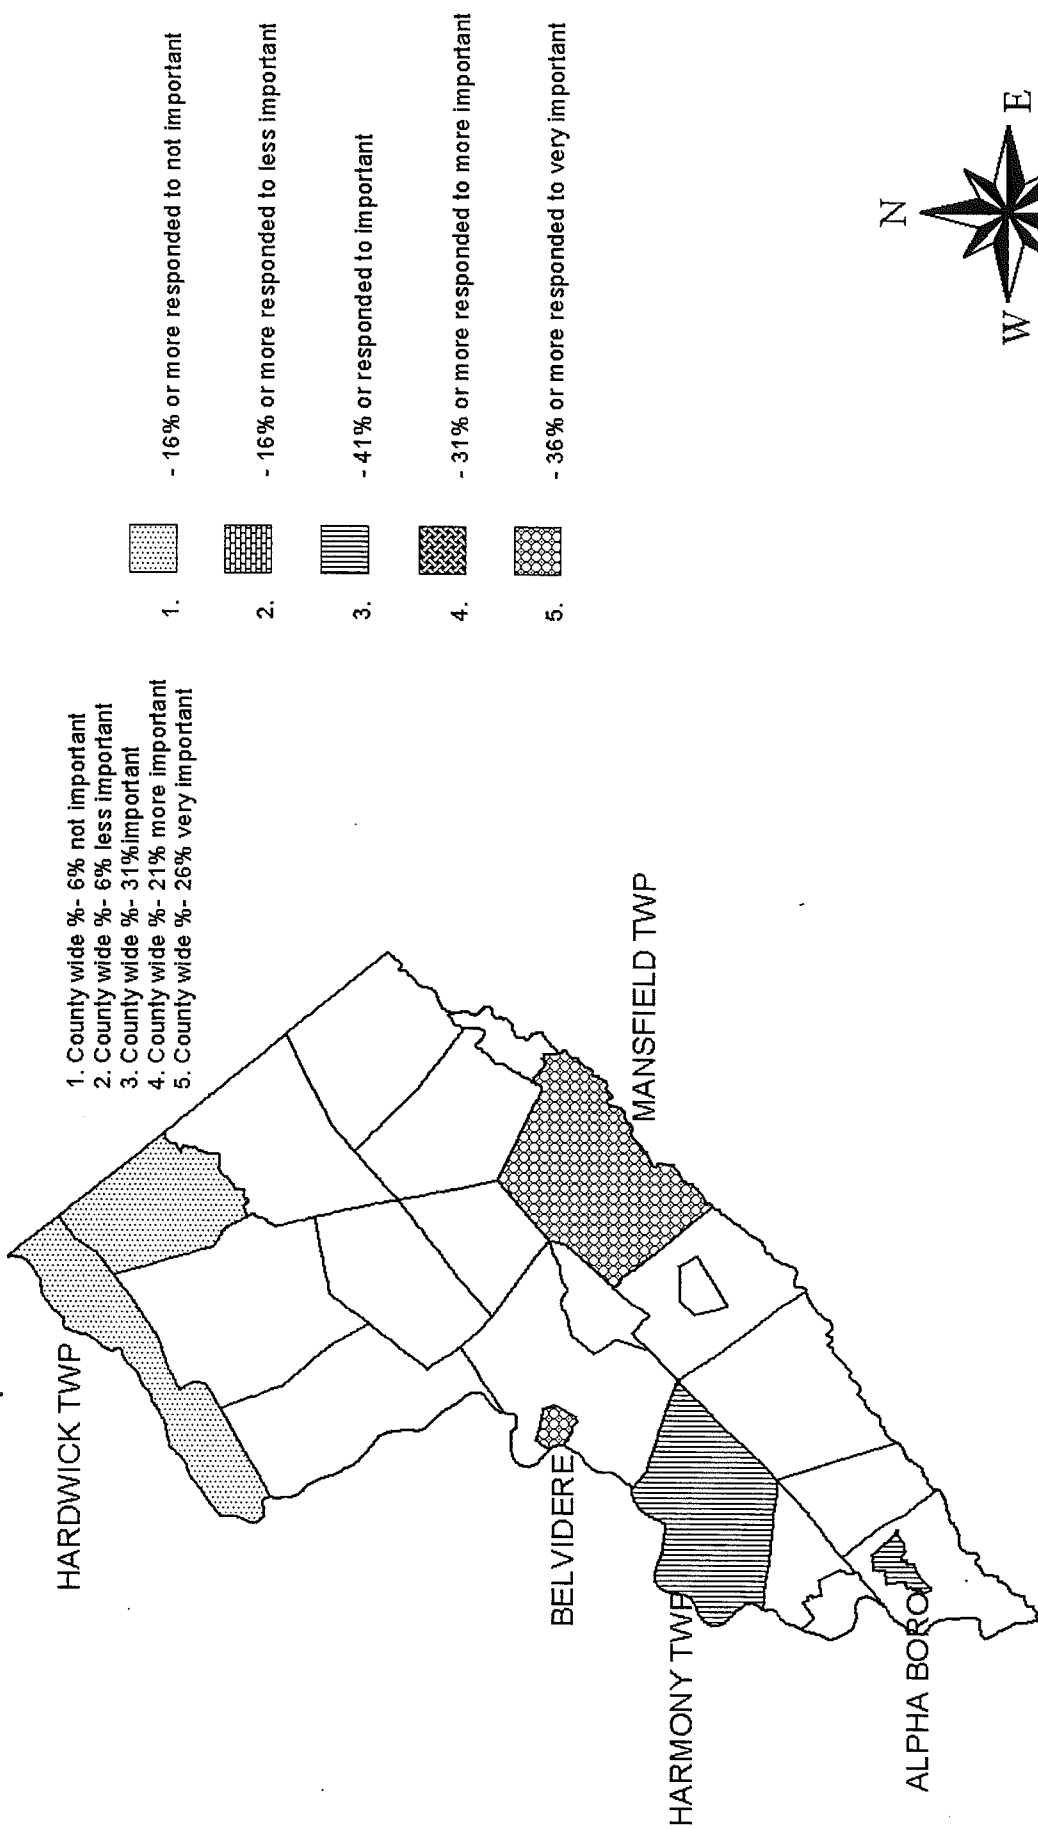 1. County wide %- 6% not important
2. County wide %- 6% less important
3. County wide %- 31%important
4. County wide %- 21% more important
5. County wide %- 26% very important
1. - 16% or more responded to not important
2. - 16% or more responded to less important
3. - 41% or responded to important
4. - 31% or more responded to more important
5. - 36% or more responded to very important
HARDWICK TWP
BELVIDERE
MANSFIELD TWP
HARMONY TWP
ALPHA BORO
N
W
E